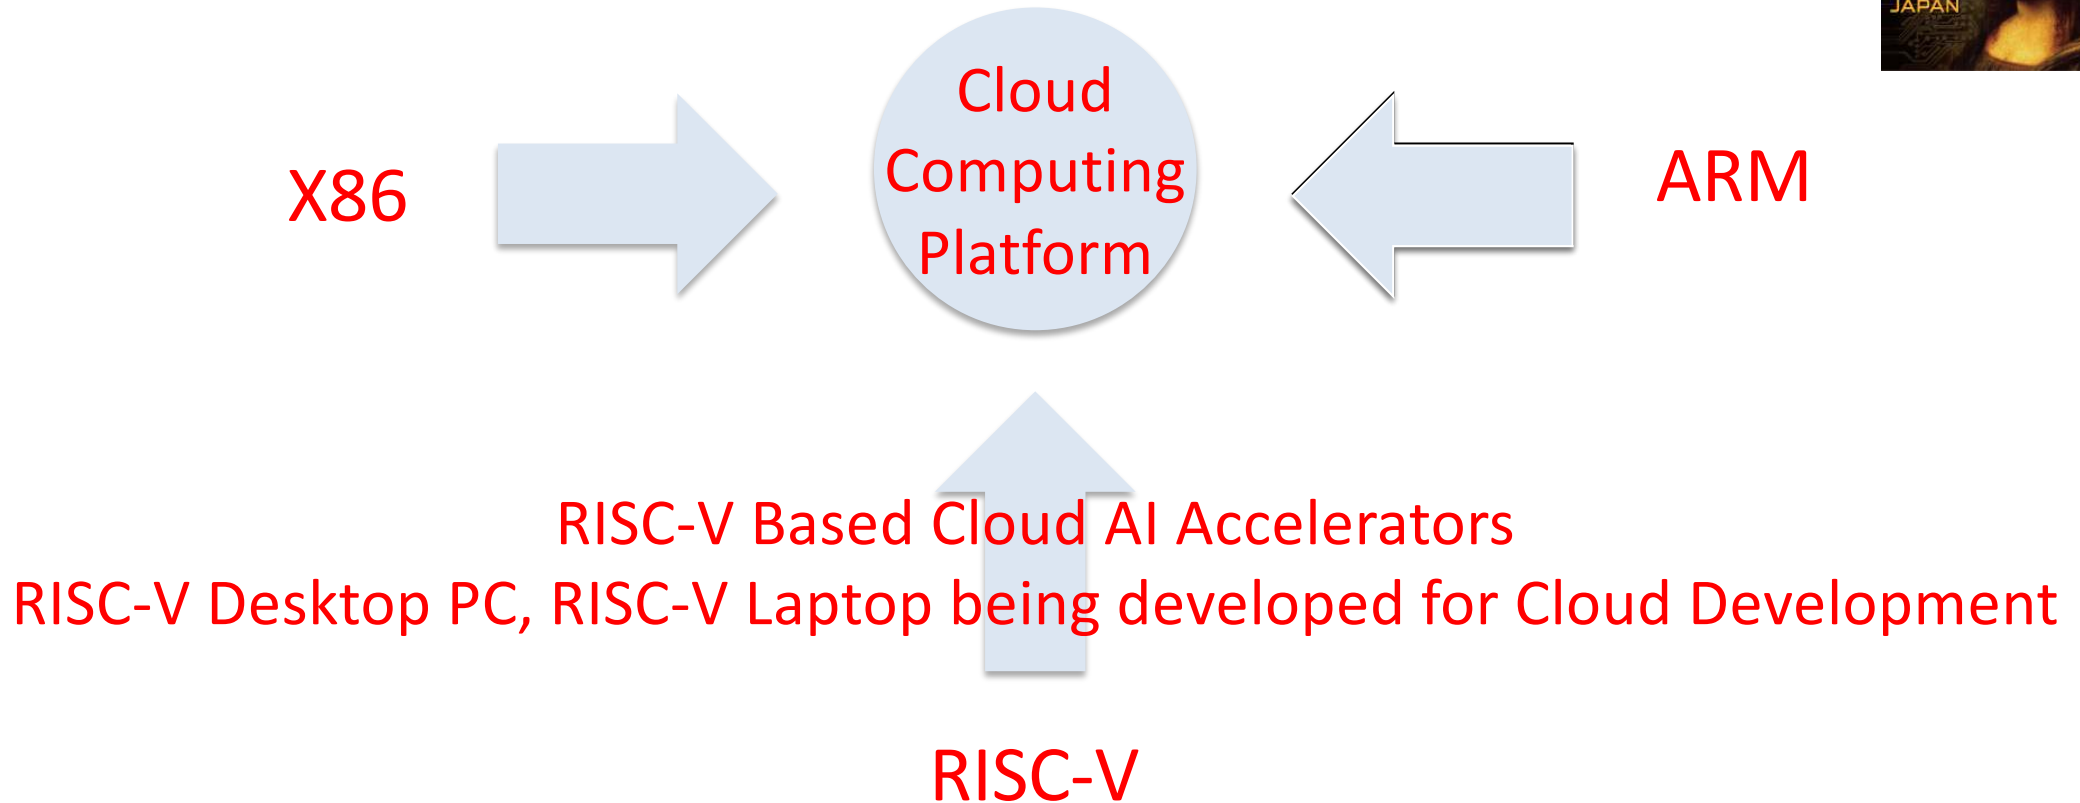 JAPAN
Cloud
Computing
Platform
X86
ARM
RISC-V Based Cloud AI Accelerators
RISC-V Desktop PC, RISC-V Laptop being developed for Cloud Development
RISC-V